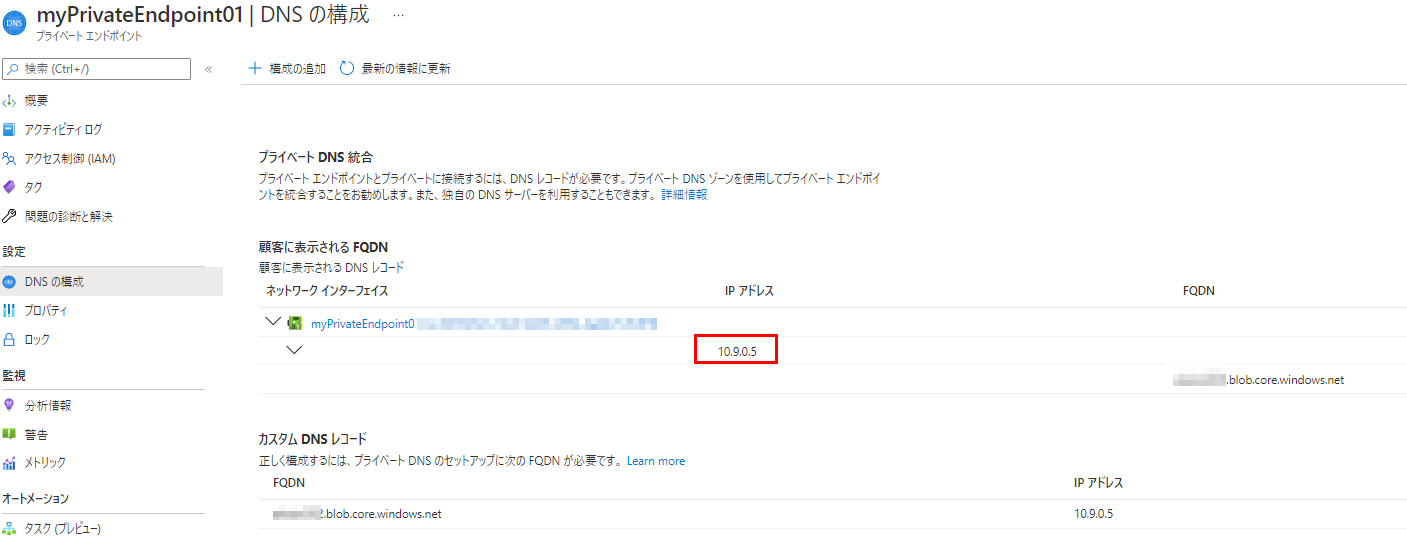 myPrivateEndpoint01 | DNS の構成 ...
DNS
プライベート エンドポイント
検索 (Ctrl+/)
«
構成の追加
最新の情報に更新
概要
アクティビティ ログ
アクセス制御 (IAM)
タグ
問題の診断と解決
設定
DNS の構成
プロパティ
ロック
監視
分析情報
警告
メトリック
オートメーション
タスク (プレビュー)
プライベート DNS 統合
プライベート エンドポイントとプライベートに接続するには、DNS レコードが必要です。プライベート DNS ゾーンを使用してプライベート エンドポイ
ントを統合することをお勧めします。また、独自の DNS サーバーを利用することもできます。 詳細情報
顧客に表示される FQDN
顧客に表示される DNS レコード
ネットワーク インターフェイス IP アドレス FQDN
myPrivateEndpoint0
10.9.0.5
.blob.core.windows.net
カスタム DNS レコード
正しく構成するには、プライベート DNS のセットアップに次の FQDN が必要です。 Learn more
FQDN IP アドレス
2.blob.core.windows.net 10.9.0.5